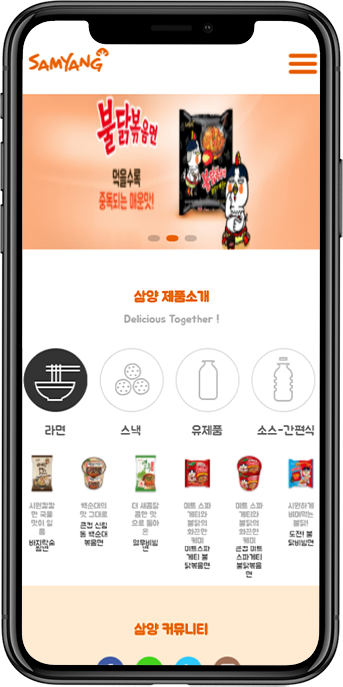 SAMYANG
불닭볶음면
먹을수록
중독되는 매운맛!
삼양 제품소개
Delicious Together !
라면
스낵
유제품
소스-간편식
시원칼칼
한 국물
맛이 일
품
바지락술
찜면
백순대의
맛 그대로
큰컵 신림
동 백순대
볶음면
더 새콤달
콤한 맛
으로 돌아
온
열무비빔
면
미트 스파
게티와
불닭의
화끈한
케미
미트스파
게티 불
닭볶음면
미트 스파
게티와
불닭의
화끈한
케미
큰컵 미트
스파게티
불닭볶음
면
시원하게
비벼먹는
불닭!
도전! 불
닭비빔면
삼양 커뮤니티